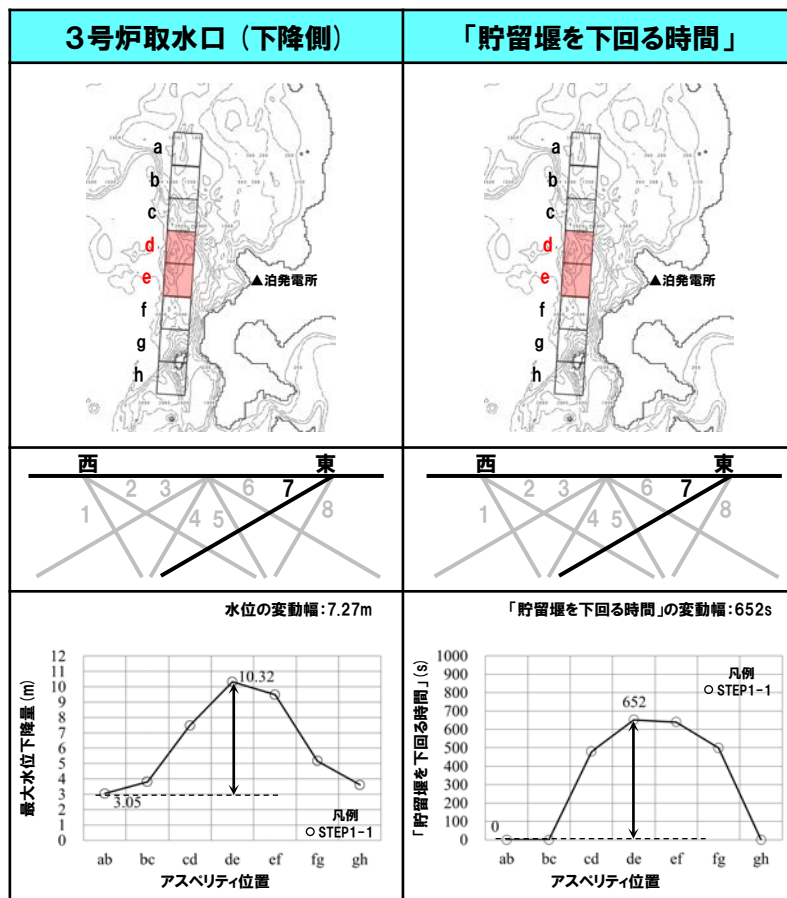 3号炉取水口（下降側）
「貯留堰を下回る時間」
a
b
c
d
e
f
g
h
▲泊発電所
a
b
c
d
e
f
g
h
▲泊発電所
西 東
1 2 3 4 5 6 7 8
西 東
1 2 3 4 5 6 7 8
水位の変動幅：7.27m
最大水位下降量(m)
12
11
10
9
8
7
6
5
4
3
2
1
0
10.32
3.05
凡例
○ STEP1-1
ab bc cd de ef fg gh
アスペリティ位置
「貯留堰を下回る時間」の変動幅：652s
「貯留堰を下回る時間」(s)
1000
900
800
700
600
500
400
300
200
100
0
652
0
凡例
○ STEP1-1
ab bc cd de ef fg gh
アスペリティ位置